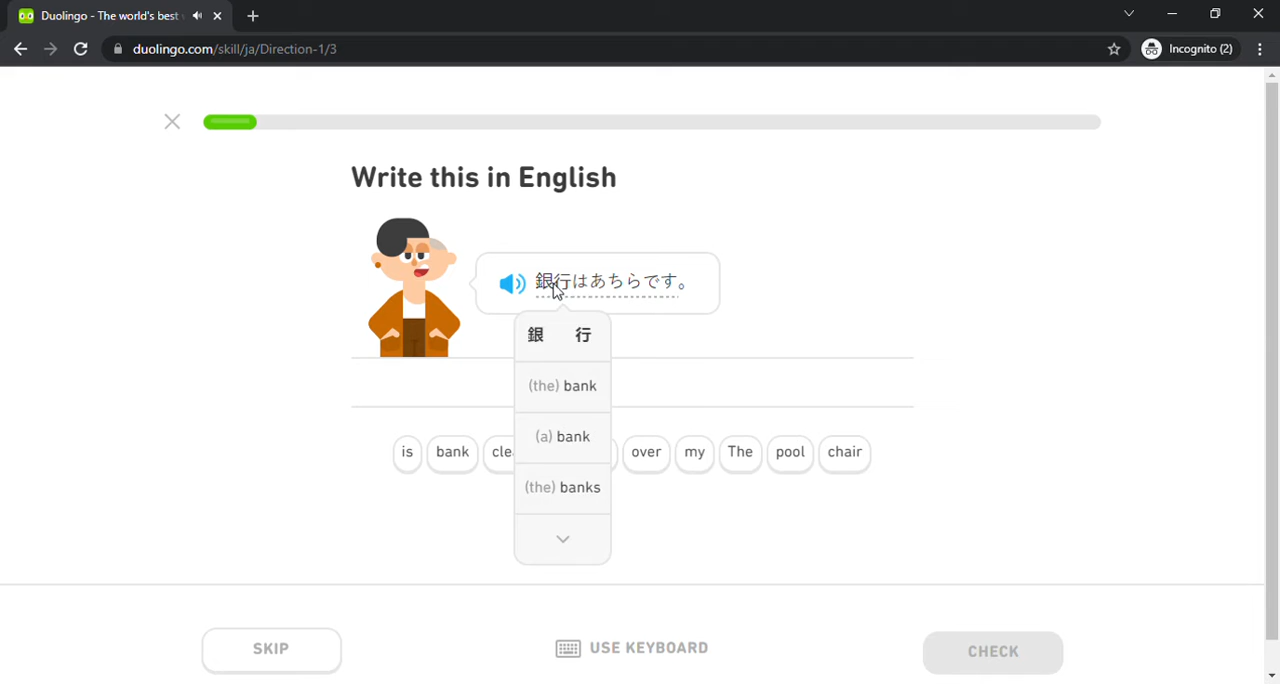 Duolingo - The world's best
duolingo.com/skill/ja/Direction-1/3
Incognito (2)
Write this in English
銀行はあちらです。
銀 行
(the) bank
(a) bank
(the) banks
is bank over my The pool chair
SKIP
USE KEYBOARD
CHECK